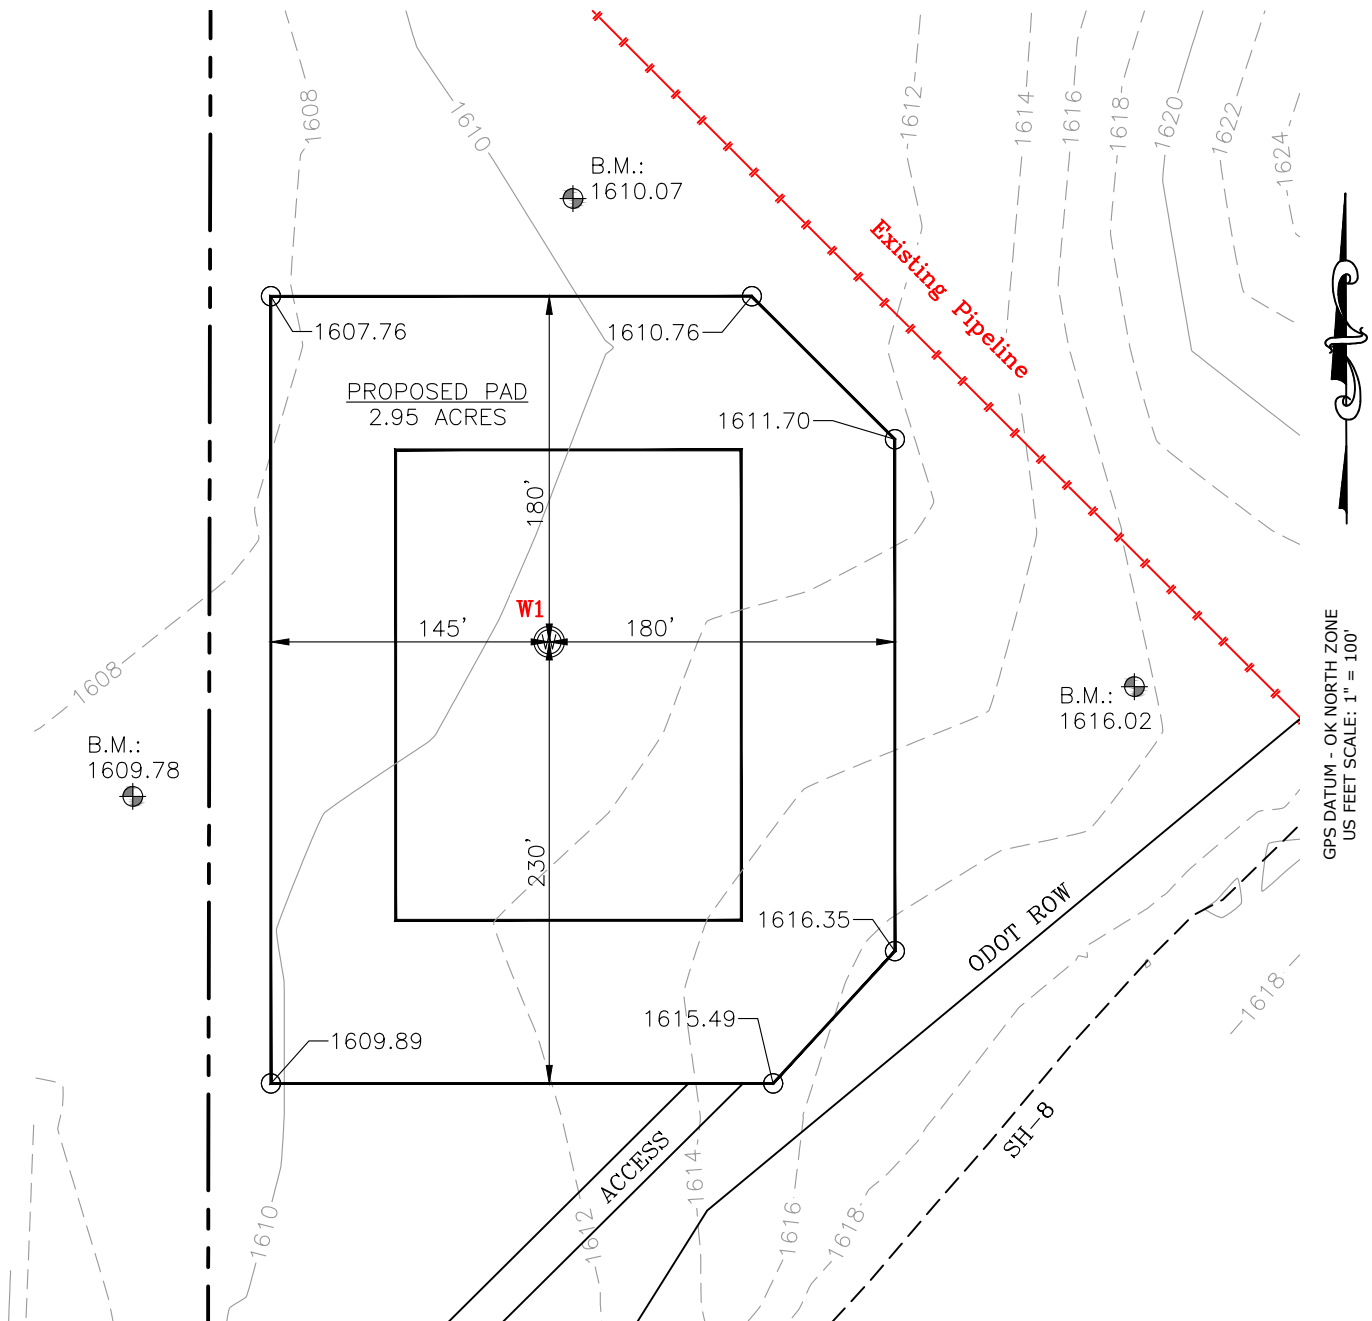 1608
1610
1612
1614
1616
1618
1620
1622
1624
B.M.:
1610.07
Existing Pipeline
1607.76
1610.76
PROPOSED PAD
2.95 ACRES
1611.70
180'
W1
145'
180'
W
1608
B.M.:
1616.02
B.M.:
1609.78
GPS DATUM - OK NORTH ZONE
US FEET SCALE: 1" = 100'
230'
1616.35
ODOT ROW
1618
1615.49
1609.89
SH-8
ACCESS
1614
1610
1612
1616
1618